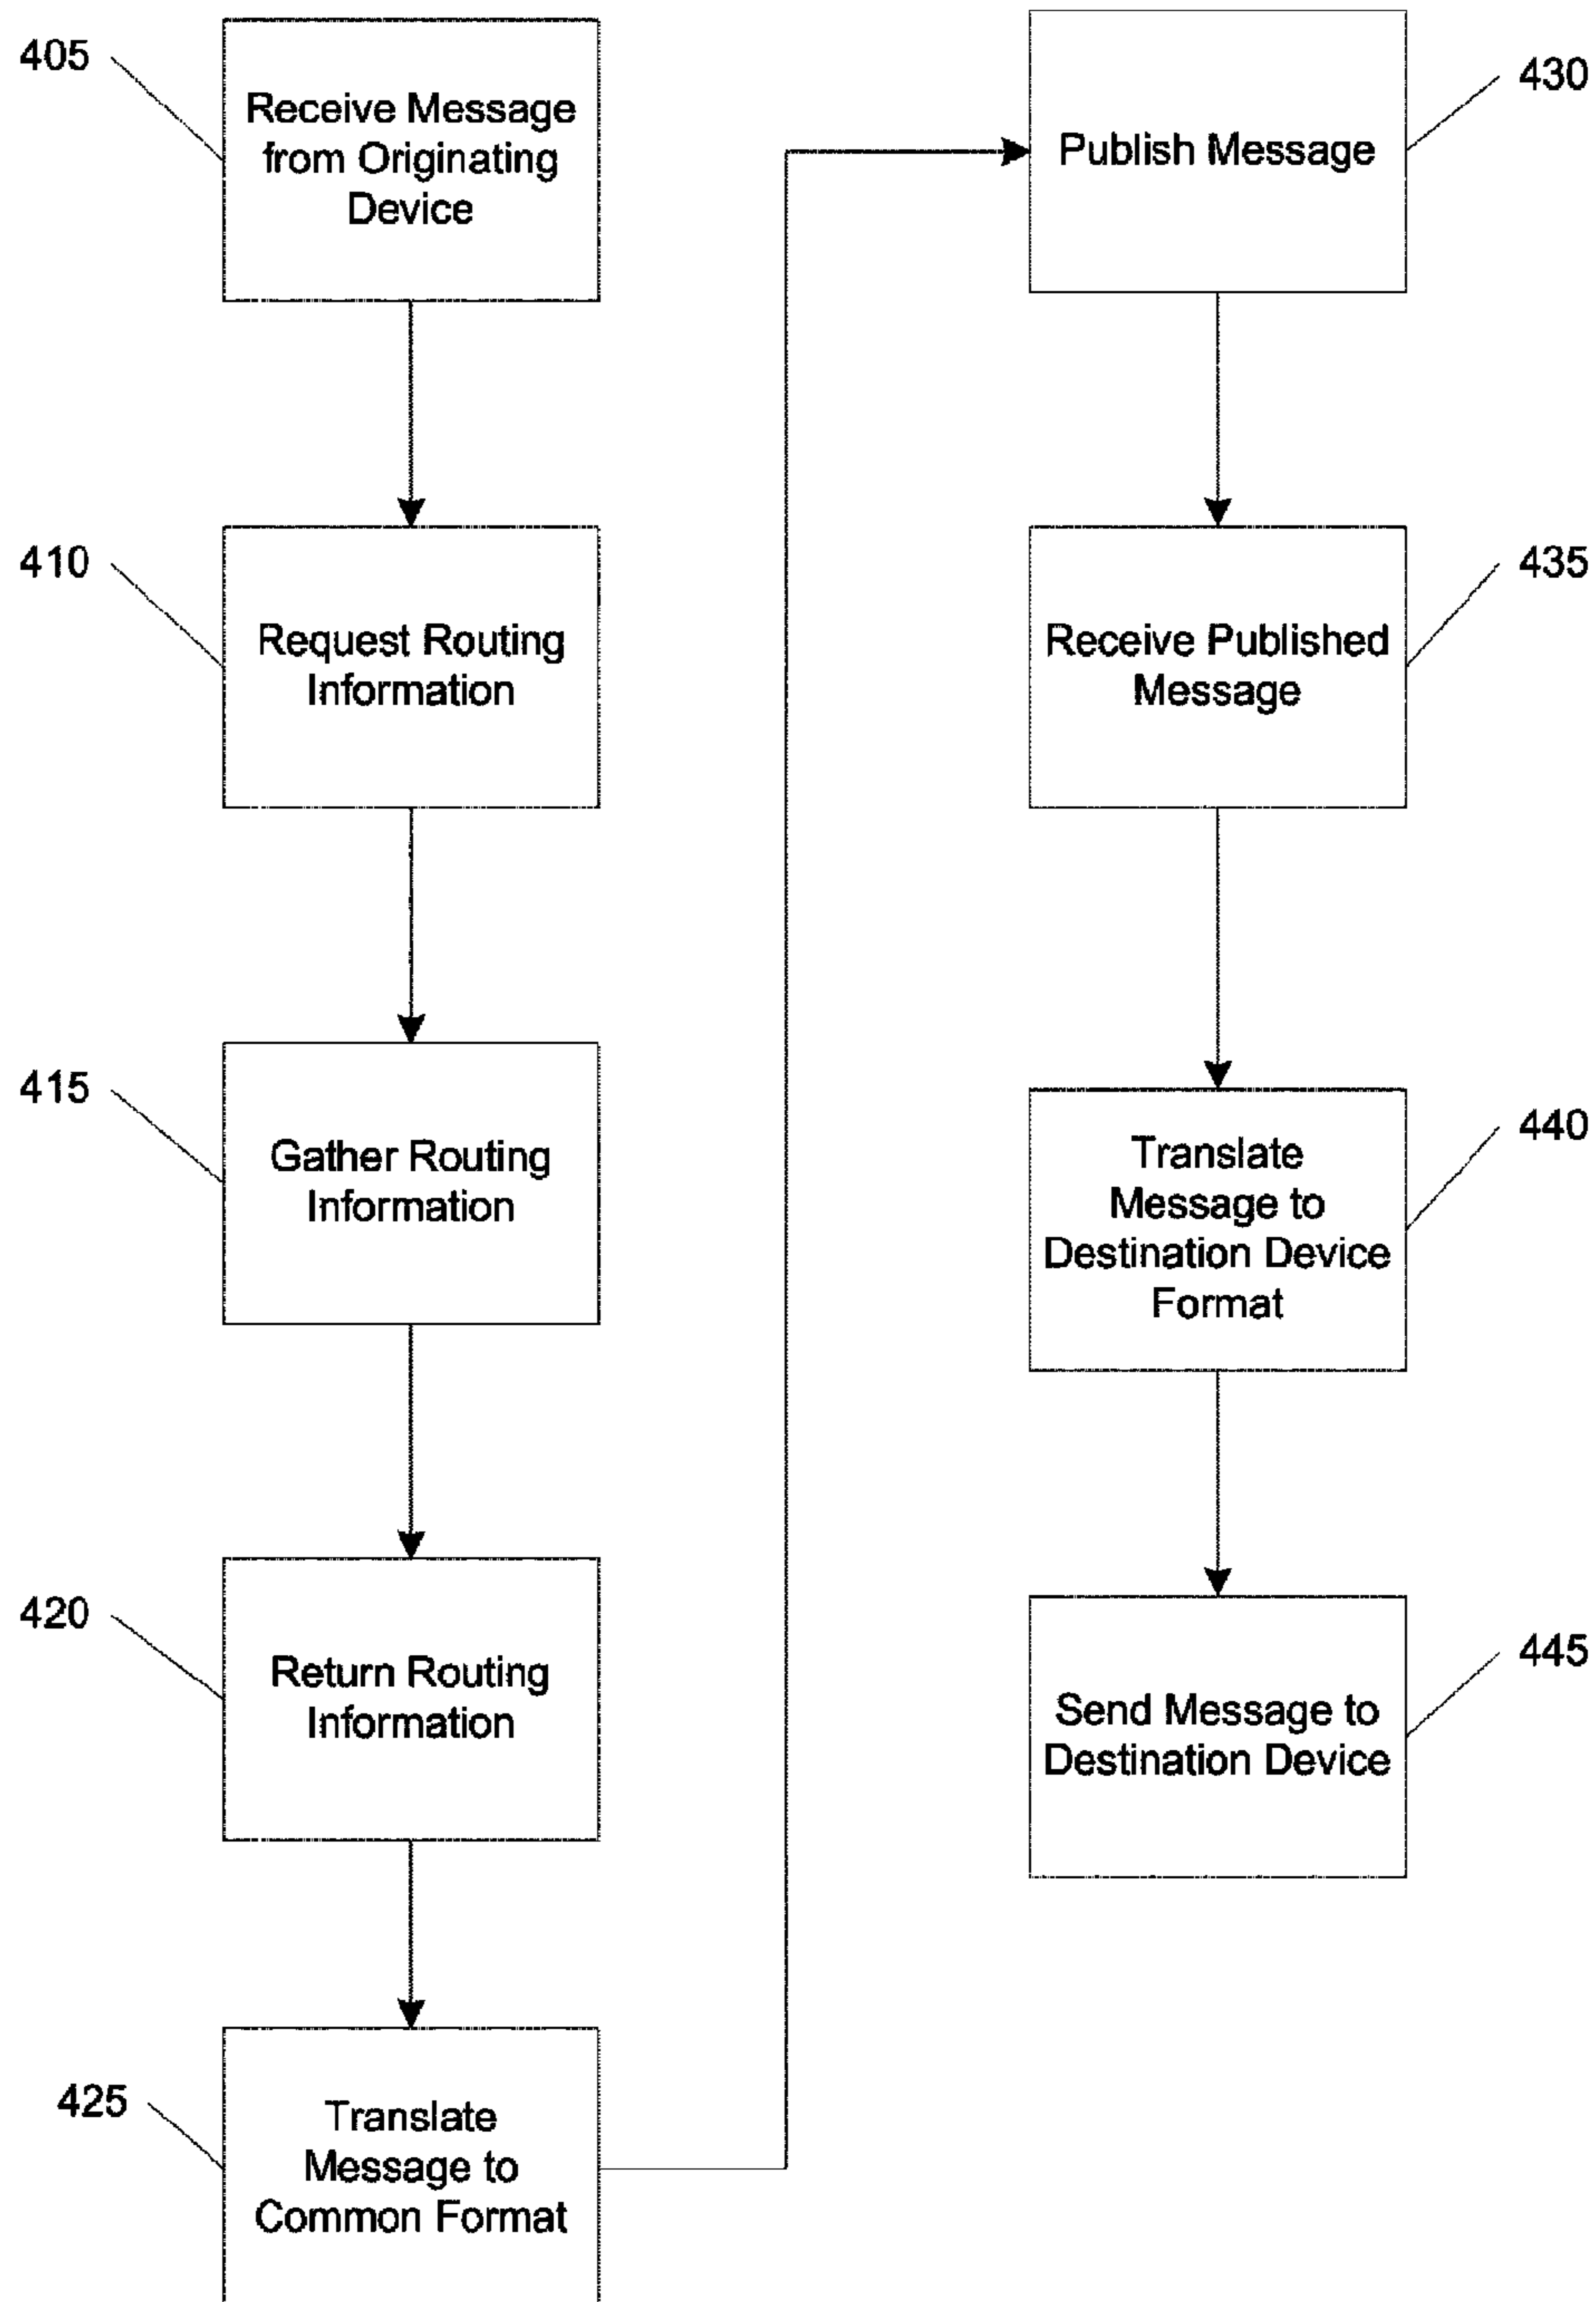 405
Receive Message
from Originating
Device
410
Request Routing
Information
415
Gather Routing
Information
420
Return Routing
Information
425
Translate
Message to
Common Format
430
Publish Message
435
Receive Published
Message
440
Translate
Message to
Destination Device
Format
445
Send Message to
Destination Device